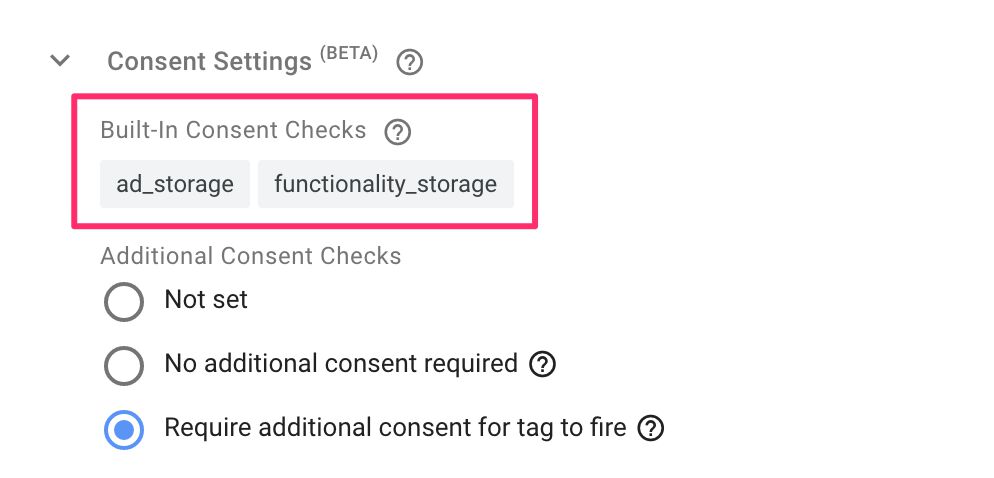 Consent Settings (BETA)
Built-In Consent Checks
ad_storage functionality_storage
Additional Consent Checks
Not set
No additional consent required
Require additional consent for tag to fire